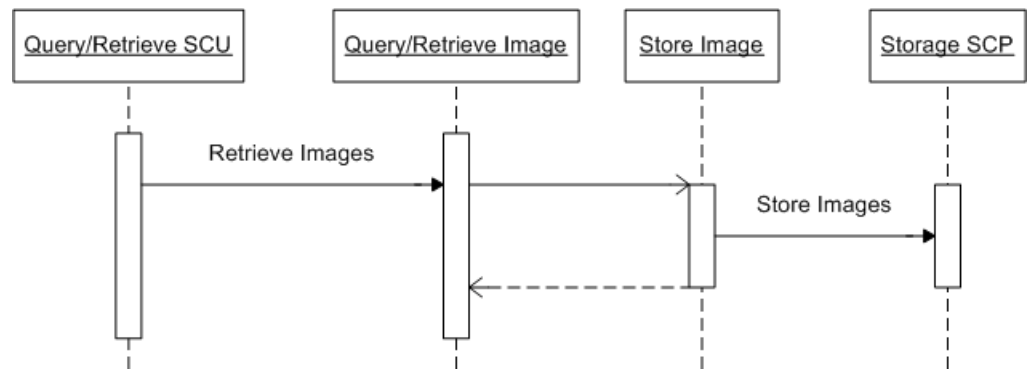 Query/Retrieve SCU
Query/Retrieve Image
Store Image
Storage SCP
Retrieve Images
Store Images